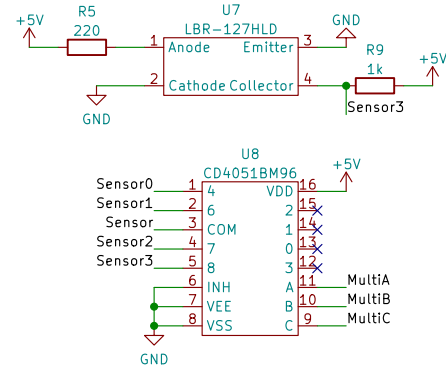 U7
LBR-127HLD
+5V R5 220 1 Anode Emitter 3 GND
R9 1k +5V
2 Cathode Collector 4
GND
Sensor3
U8
CD4051BM96
+5V
Sensor0 1 4 VDD 16
Sensor1 2 6 2 15
Sensor 3 COM 1 14
Sensor2 4 7 0 13
Sensor3 5 8 3 12
6 INH A 11 MultiA
7 VEE B 10 MultiB
8 VSS C 9 MultiC
GND